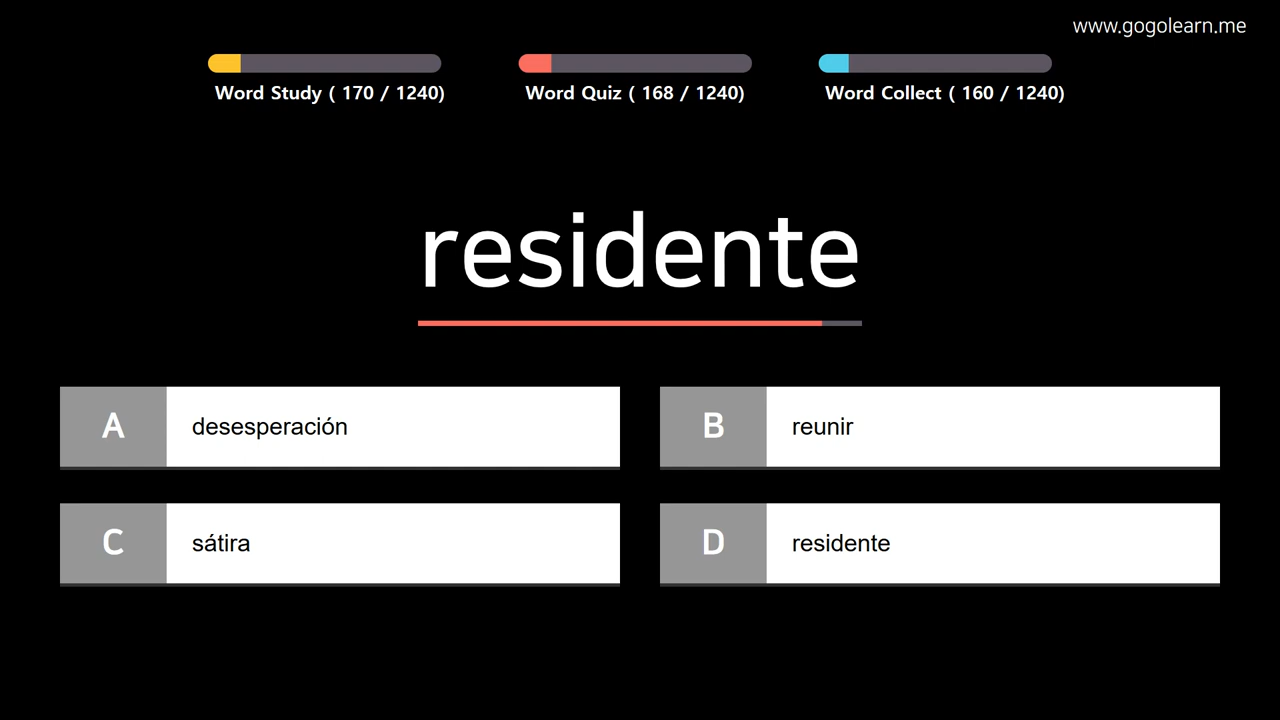 www.gogolearn.me
Word Study ( 170 / 1240)
Word Quiz ( 168 / 1240)
Word Collect ( 160 / 1240)
residente
A
desesperación
B
reunir
C
sátira
D
residente